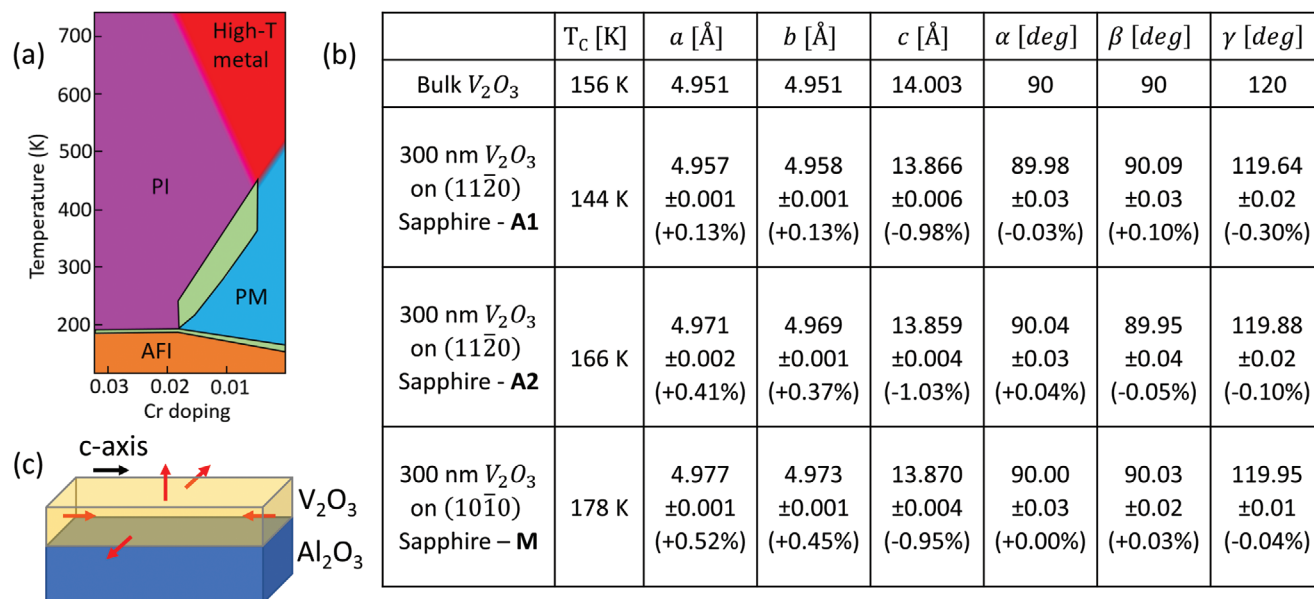 (a)
High-T
metal
PI
PM
AFI
700
600
500
400
300
200
Temperature (K)
0.03 0.02 0.01
Cr doping
(b)
T_C [K] a [Å] b [Å] c [Å] α [deg] β [deg] γ [deg]
Bulk V₂O₃ 156 K 4.951 4.951 14.003 90 90 120
300 nm V₂O₃
on (112̄0)
Sapphire - A1
144 K
4.957 4.958 13.866 89.98 90.09 119.64
±0.001 ±0.001 ±0.006 ±0.03 ±0.03 ±0.02
(+0.13%) (+0.13%) (-0.98%) (-0.03%) (+0.10%) (-0.30%)
300 nm V₂O₃
on (112̄0)
Sapphire - A2
166 K
4.971 4.969 13.859 90.04 89.95 119.88
±0.002 ±0.001 ±0.004 ±0.03 ±0.04 ±0.02
(+0.41%) (+0.37%) (-1.03%) (+0.04%) (-0.05%) (-0.10%)
300 nm V₂O₃
on (101̄0)
Sapphire – M
178 K
4.977 4.973 13.870 90.00 90.03 119.95
±0.001 ±0.001 ±0.004 ±0.03 ±0.02 ±0.01
(+0.52%) (+0.45%) (-0.95%) (+0.00%) (+0.03%) (-0.04%)
(c)
c-axis
V₂O₃
Al₂O₃